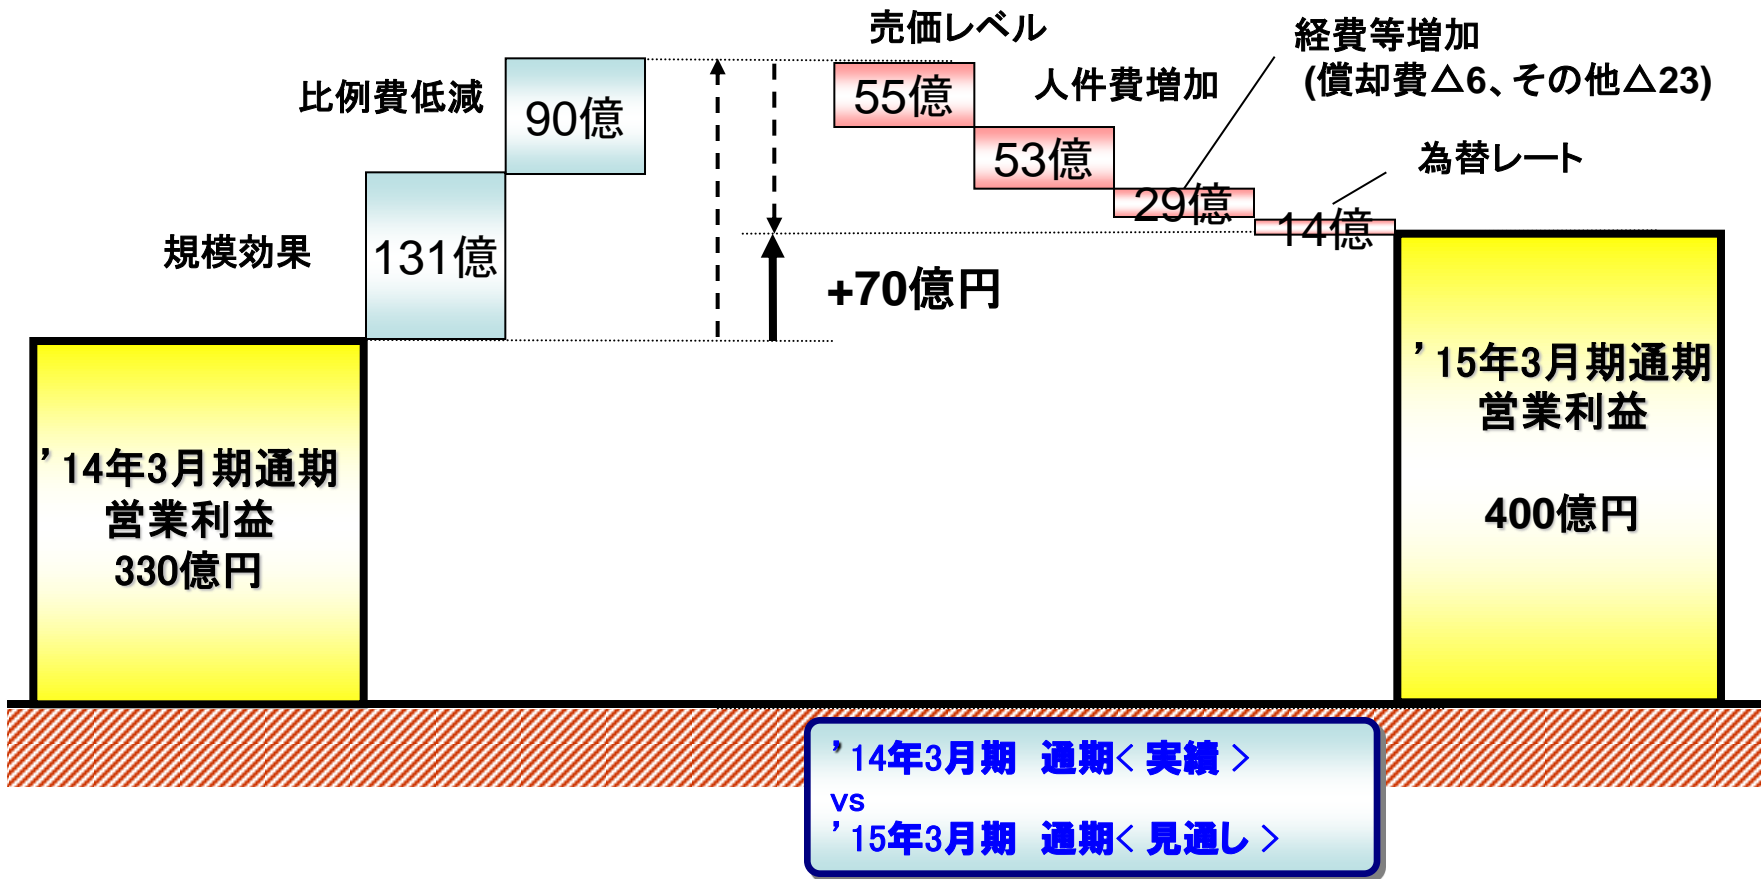 売価レベル
経費等増加
(償却費△6、その他△23)
人件費増加
比例費低減
90億
55億
53億
為替レート
29億
14億
規模効果
131億
+70億円
’14年3月期通期
営業利益
330億円
’15年3月期通期
営業利益
400億円
’14年3月期　通期< 実績 >
vs
’15年3月期　通期< 見通し >